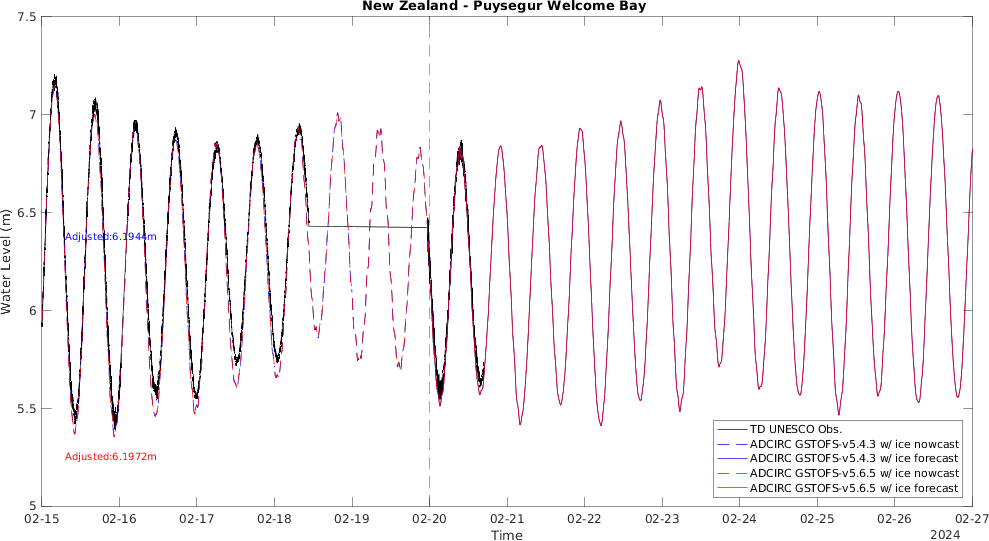 New Zealand - Puysegur Welcome Bay
7.5
7
6.5
6
5.5
5
Water Level (m)
Adjusted:6.1944m
Adjusted:6.1972m
TD UNESCO Obs.
ADCIRC GSTOFS-v5.4.3 w/ ice nowcast
ADCIRC GSTOFS-v5.4.3 w/ ice forecast
ADCIRC GSTOFS-v5.6.5 w/ ice nowcast
ADCIRC GSTOFS-v5.6.5 w/ ice forecast
02-15 02-16 02-17 02-18 02-19 02-20 02-21 02-22 02-23 02-24 02-25 02-26 02-27
Time
2024